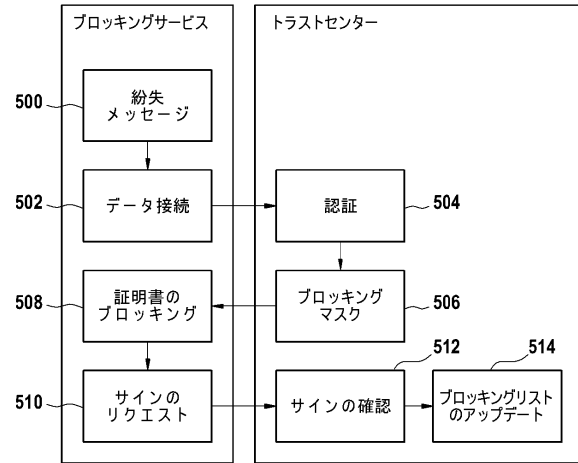 ブロッキングサービス
トラストセンター
500
紛失
メッセージ
502
データ接続
認証
504
508
証明書の
ブロッキング
ブロッキング
マスク
506
510
サインの
リクエスト
512
サインの確認
514
ブロッキングリスト
のアップデート